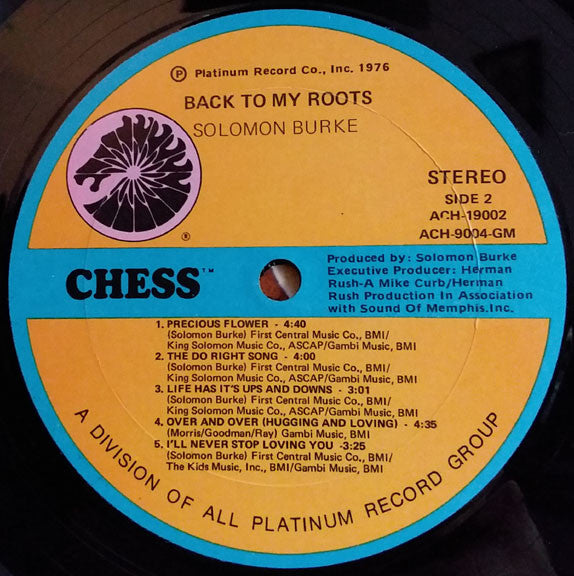 ℗ Platinum Record Co., Inc. 1976
BACK TO MY ROOTS
SOLOMON BURKE
STEREO
SIDE 2
ACH-19002
ACH-9004-GM
®
CHESS™
Produced by: Solomon Burke
Executive Producer: Herman
Rush-A Mike Curb/Herman
Rush Production In Association
with Sound Of Memphis,Inc.
1. PRECIOUS FLOWER - 4:40
(Solomon Burke) First Central Music Co., BMI/
King Solomon Music Co., ASCAP/Gambi Music, BMI
2. THE DO RIGHT SONG - 4:00
(Solomon Burke) First Central Music Co., BMI/
King Solomon Music Co., ASCAP/Gambi Music, BMI
3. LIFE HAS IT'S UPS AND DOWNS - 3:01
(Solomon Burke) First Central Music Co., BMI/
King Solomon Music Co., ASCAP/Gambi Music, BMI
4. OVER AND OVER (HUGGING AND LOVING) - 4:35
(Morris/Goodman/Ray) Gambi Music, BMI
5. I'LL NEVER STOP LOVING YOU -3:25
(Solomon Burke) First Central Music Co., BMI/
The Kids Music, Inc., BMI/Gambi Music, BMI
A DIVISION OF ALL PLATINUM RECORD GROUP